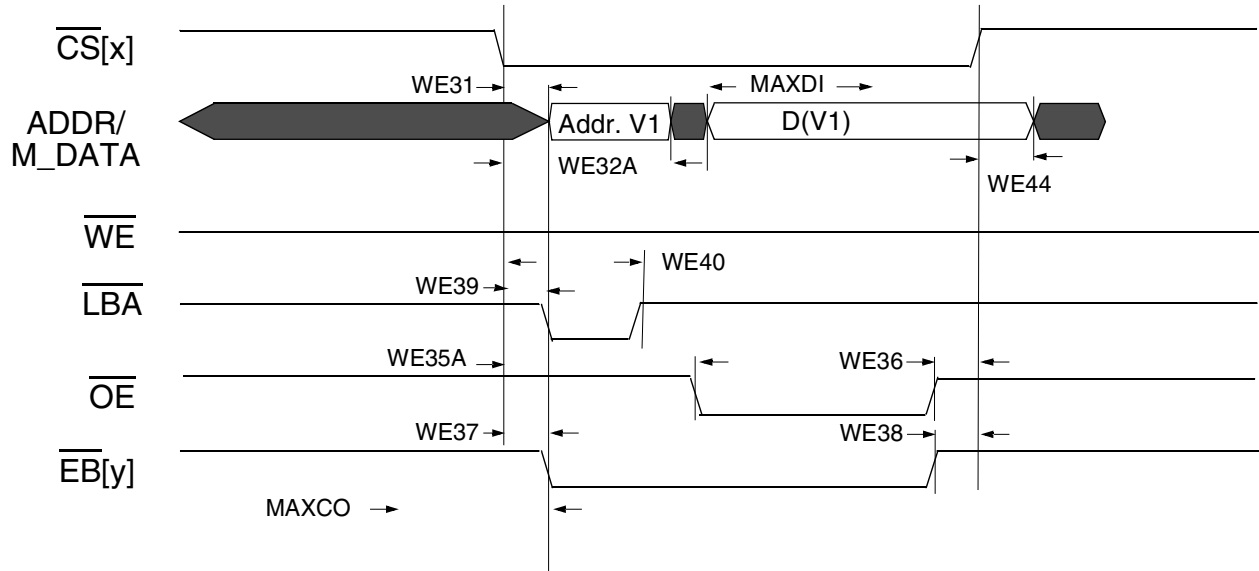 CS[x]
WE31
MAXDI
ADDR/
M_DATA
Addr. V1
D(V1)
WE32A
WE44
WE
WE40
WE39
LBA
WE35A
WE36
OE
WE37
WE38
EB[y]
MAXCO